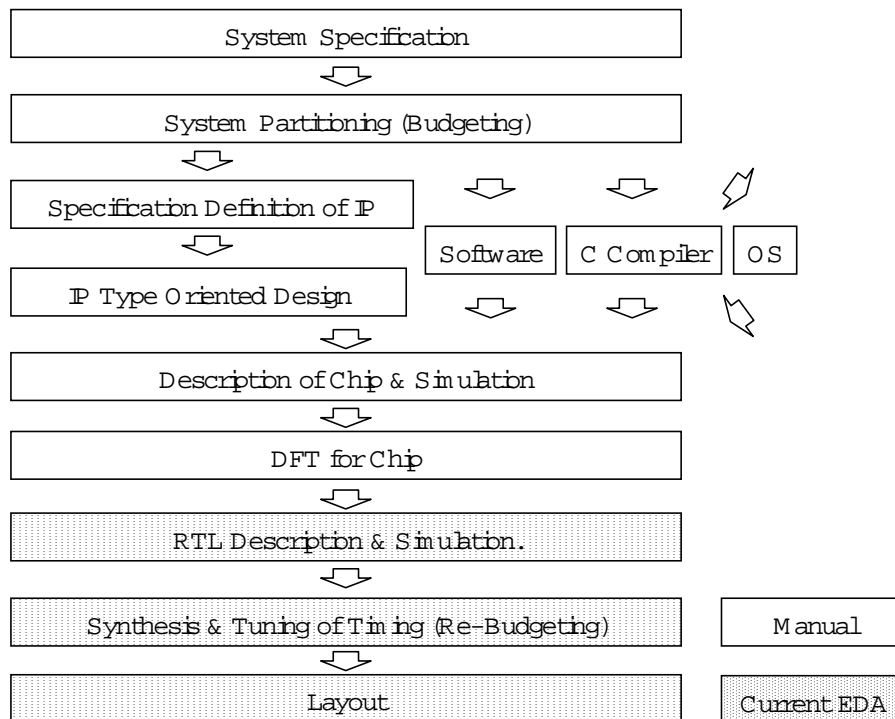 System Specification
System Partitioning (Budgeting)
Specification Definition of IP
Software
C Compiler
OS
IP Type Oriented Design
Description of Chip & Simulation
DFT for Chip
RTL Description & Simulation.
Synthesis & Tuning of Timing (Re-Budgeting)
Manual
Layout
Current EDA